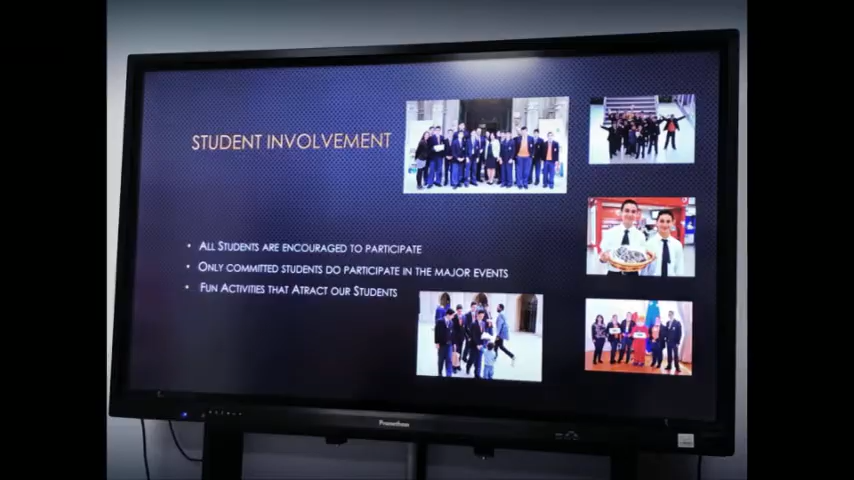 STUDENT INVOLVEMENT
• ALL STUDENTS ARE ENCOURAGED TO PARTICIPATE
• ONLY COMMITTED STUDENTS DO PARTICIPATE IN THE MAJOR EVENTS
• FUN ACTIVITIES THAT ATRACT OUR STUDENTS
Promethean